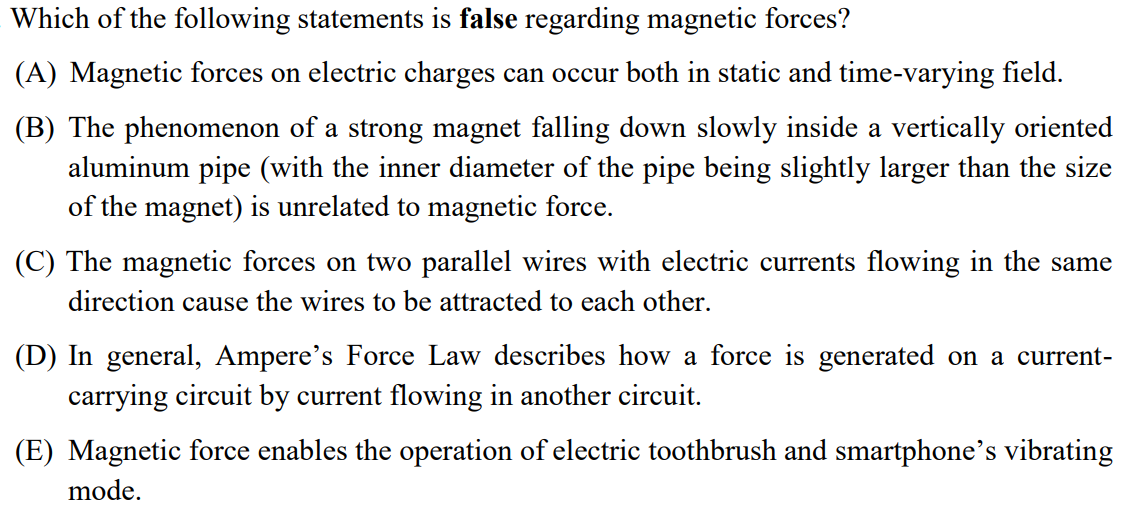 Which of the following statements is false regarding magnetic forces?
(A) Magnetic forces on electric charges can occur both in static and time-varying field.
(B) The phenomenon of a strong magnet falling down slowly inside a vertically oriented
aluminum pipe (with the inner diameter of the pipe being slightly larger than the size
of the magnet) is unrelated to magnetic force.
(C) The magnetic forces on two parallel wires with electric currents flowing in the same
direction cause the wires to be attracted to each other.
(D) In general, Ampere’s Force Law describes how a force is generated on a current-
carrying circuit by current flowing in another circuit.
(E) Magnetic force enables the operation of electric toothbrush and smartphone’s vibrating
mode.